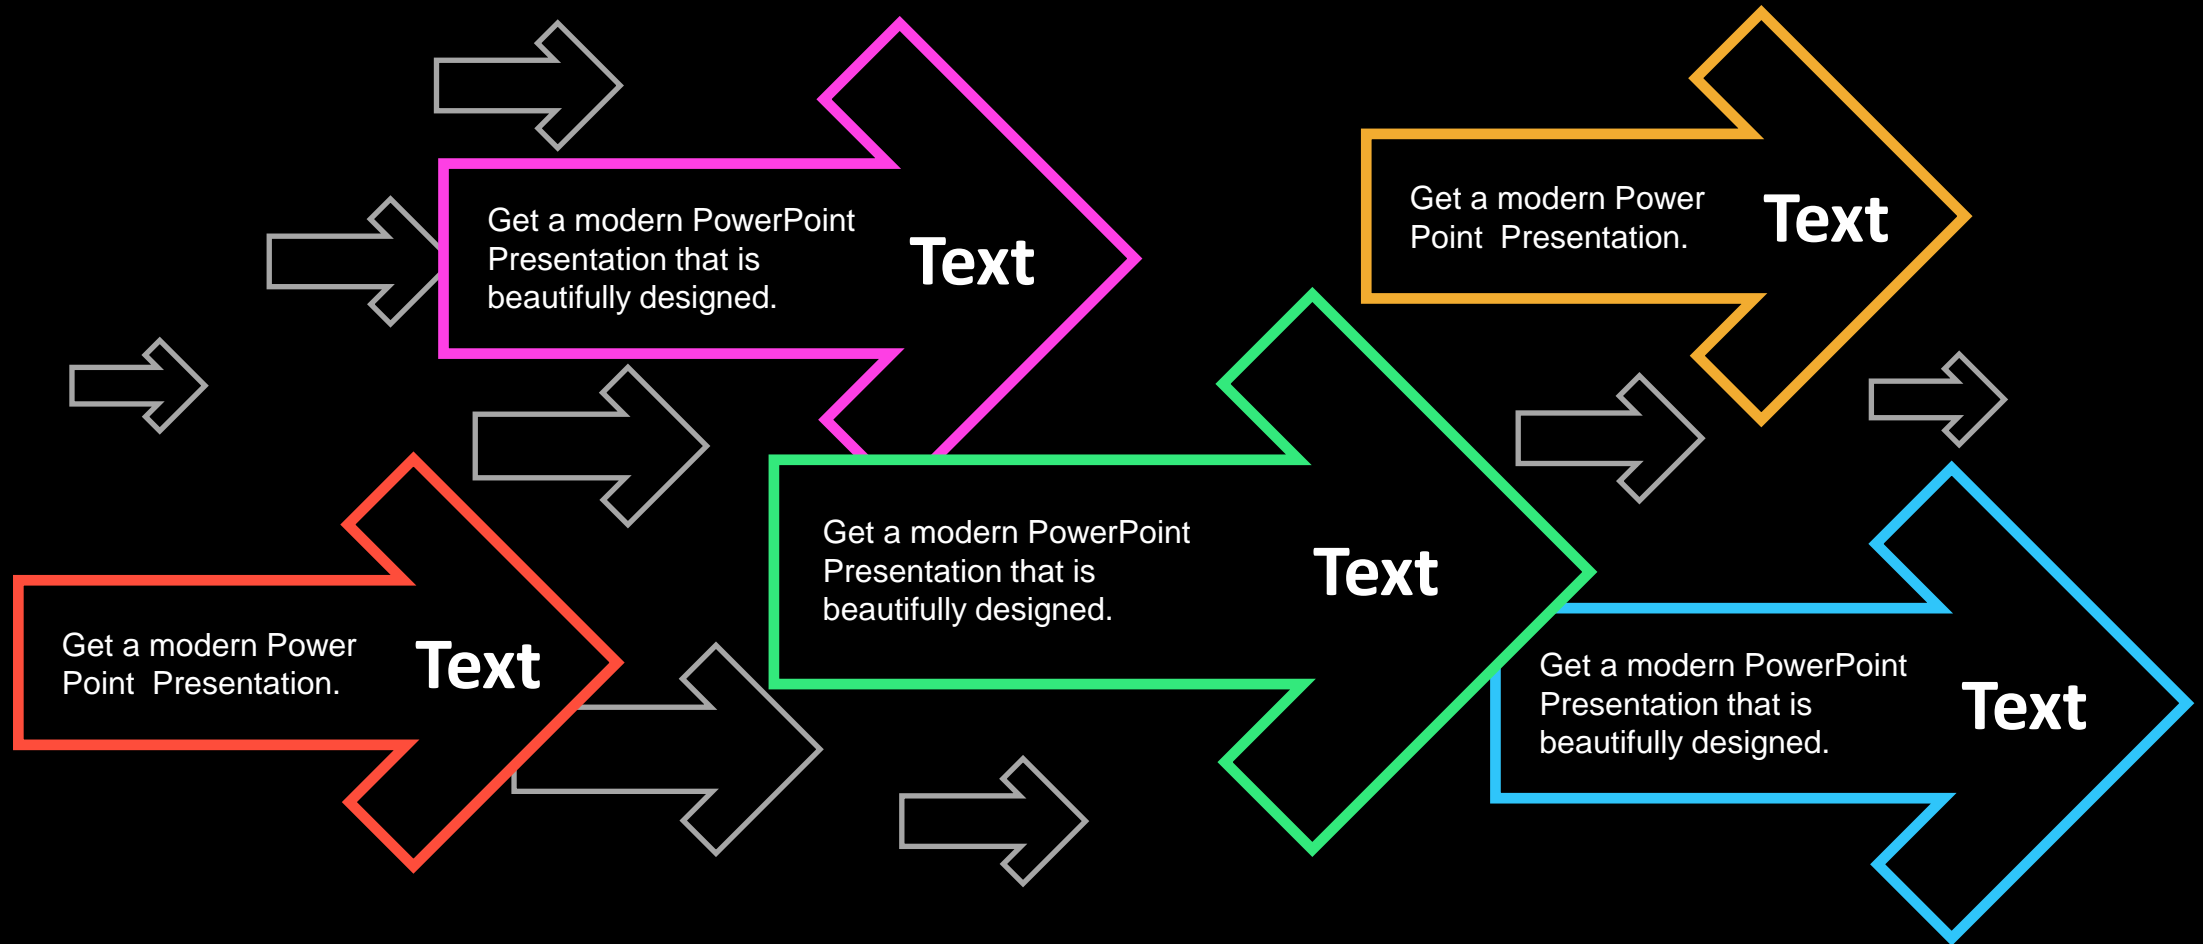 Get a modern PowerPoint
Presentation that is
beautifully designed.
Text
Get a modern Power
Point  Presentation.
Text
Get a modern Power
Point  Presentation.
Text
Get a modern PowerPoint
Presentation that is
beautifully designed.
Text
Get a modern PowerPoint
Presentation that is
beautifully designed.
Text